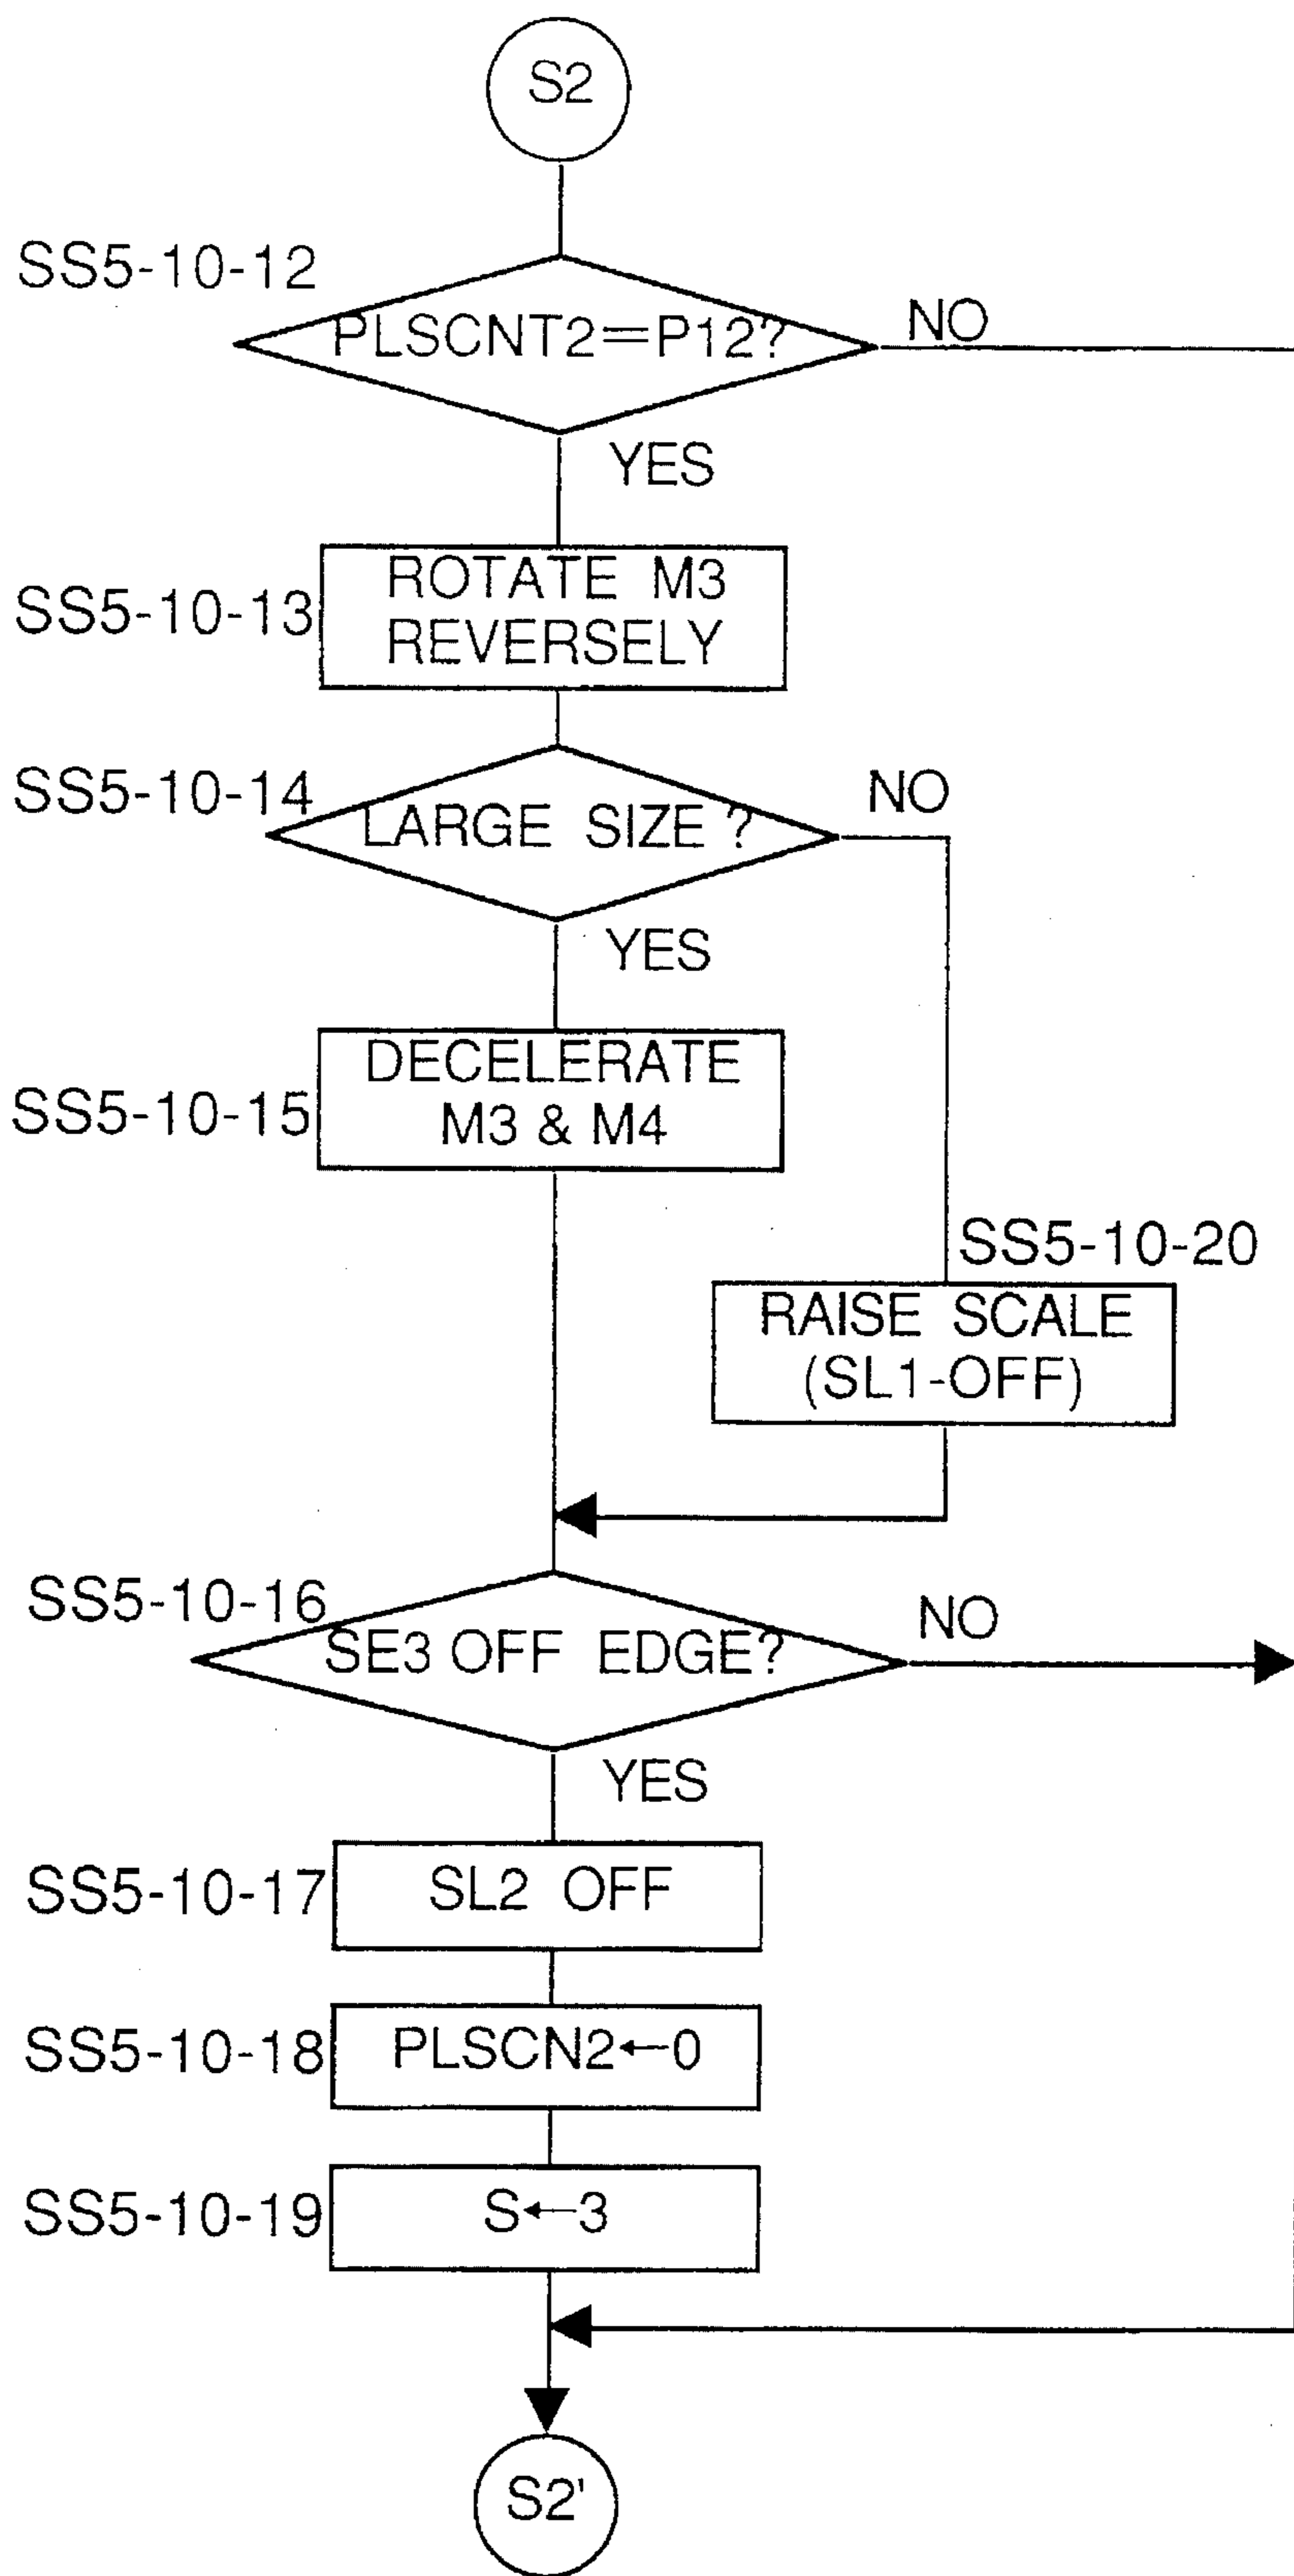 S2
SS5-10-12
PLSCNT2=P12?
NO
YES
SS5-10-13
ROTATE M3
REVERSELY
SS5-10-14
LARGE SIZE ?
NO
YES
SS5-10-15
DECELERATE
M3 & M4
SS5-10-20
RAISE SCALE
(SL1-OFF)
SS5-10-16
SE3 OFF EDGE?
NO
YES
SS5-10-17
SL2 OFF
SS5-10-18
PLSCN2←0
SS5-10-19
S←3
S2'